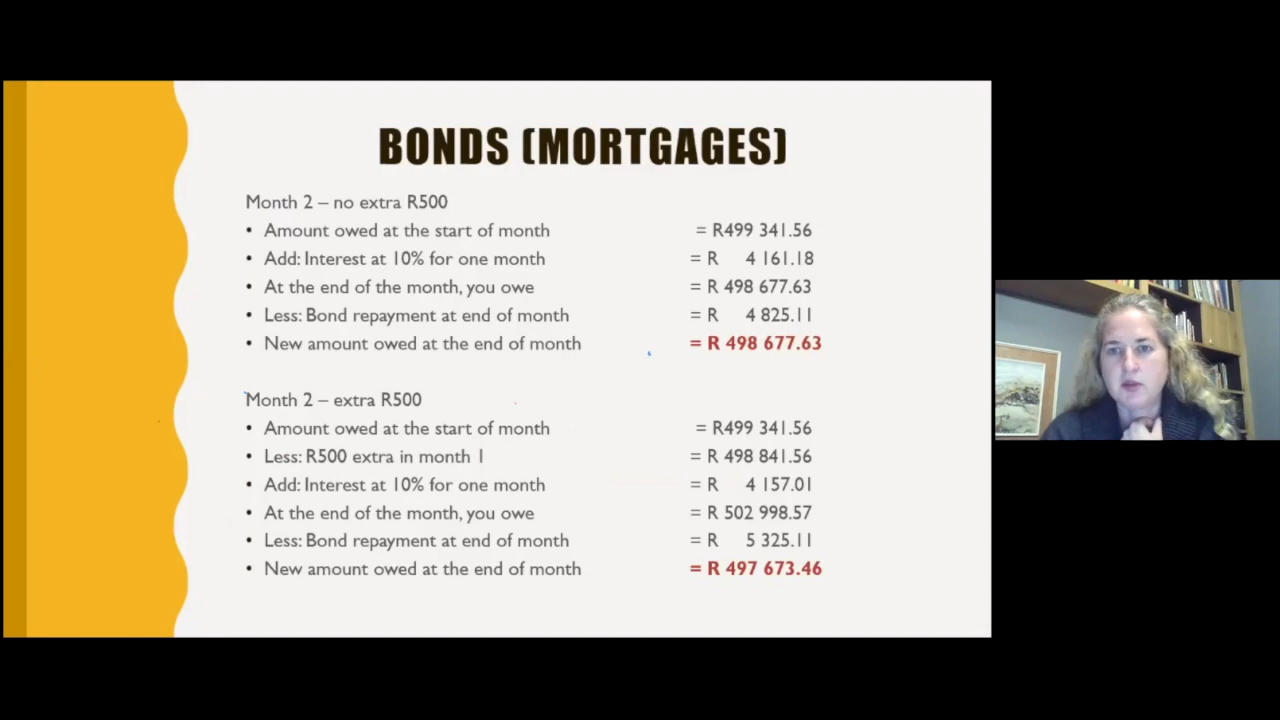 BONDS (MORTGAGES)
Month 2 – no extra R500
• Amount owed at the start of month = R499 341.56
• Add: Interest at 10% for one month = R 4 161.18
• At the end of the month, you owe = R 498 677.63
• Less: Bond repayment at end of month = R 4 825.11
• New amount owed at the end of month = R 498 677.63
Month 2 – extra R500
• Amount owed at the start of month = R499 341.56
• Less: R500 extra in month 1 = R 498 841.56
• Add: Interest at 10% for one month = R 4 157.01
• At the end of the month, you owe = R 502 998.57
• Less: Bond repayment at end of month = R 5 325.11
• New amount owed at the end of month = R 497 673.46